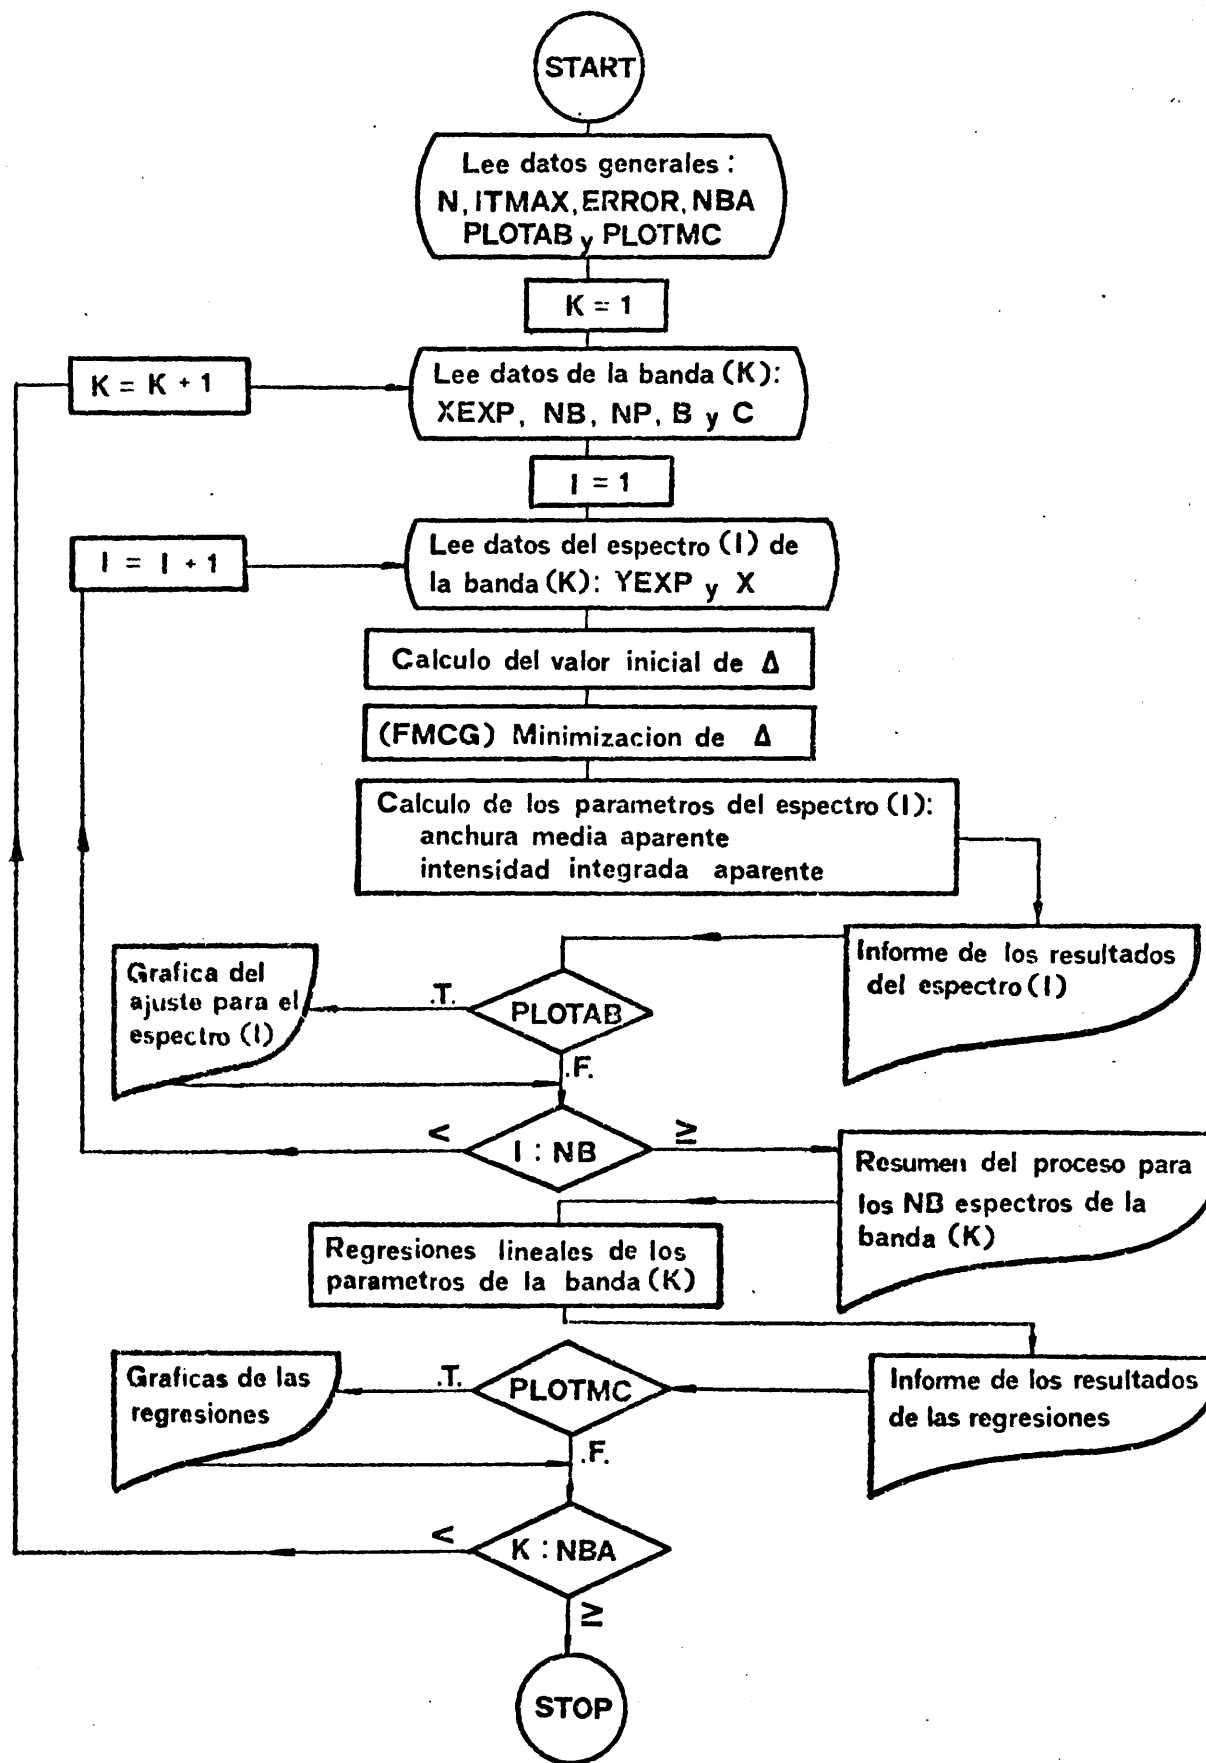 START
Lee datos generales :
N, ITMAX, ERROR, NBA
PLOTAB y PLOTMC
K = 1
K = K + 1
Lee datos de la banda (K):
XEXP, NB, NP, B y C
I = 1
I = I + 1
Lee datos del espectro (I) de
la banda (K): YEXP y X
Calculo del valor inicial de Δ
(FMCG) Minimizacion de Δ
Calculo de los parametros del espectro (I):
anchura media aparente
intensidad integrada aparente
Informe de los resultados
del espectro (I)
Grafica del
ajuste para el
espectro (I)
.T.
PLOTAB
.F.
<
I : NB
≥
Resumen del proceso para
los NB espectros de la
banda (K)
Regresiones lineales de los
parametros de la banda (K)
Graficas de las
regresiones
.T.
PLOTMC
Informe de los resultados
de las regresiones
.F.
<
K : NBA
≥
STOP